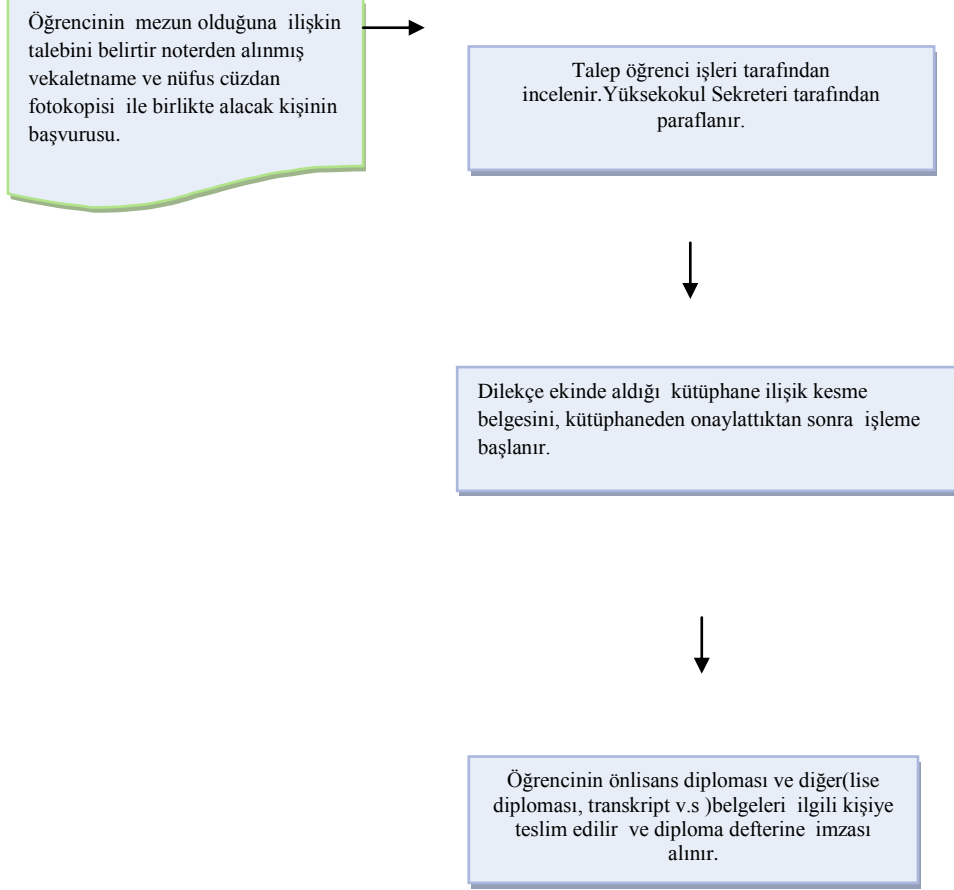 Öğrencinin mezun olduğuna ilişkin
talebini belirtir noterden alınmış
vekaletname ve nüfus cüzdan
fotokopisi ile birlikte alacak kişinin
başvurusu.
Talep öğrenci işleri tarafından
incelenir.Yüksekokul Sekreteri tarafından
paraflanır.
Dilekçe ekinde aldığı kütüphane ilişik kesme
belgesini, kütüphaneden onaylattıktan sonra işleme
başlanır.
Öğrencinin önlisans diploması ve diğer(lise
diploması, transkript v.s )belgeleri ilgili kişiye
teslim edilir ve diploma defterine imzası
alınır.